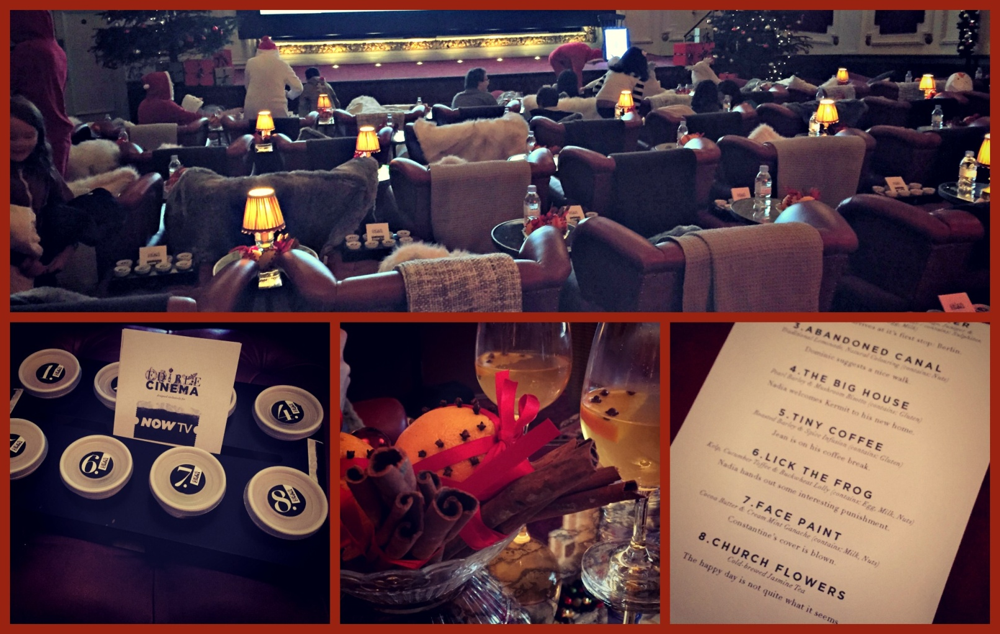 1.
4.
EDIBLE
CINEMA
NOW TV
6.
7.
8.
arrives at it's first stop: Berlin.
3.ABANDONED CANAL
Traditional Lemonade, Natural Colouring (contains: Nuts)
Dominic suggests a nice walk.
4.THE BIG HOUSE
Pearl Barley & Mushroom Risotto (contains: Gluten)
Nadia welcomes Kermit to his new home.
5.TINY COFFEE
Roasted Barley & Spice Infusion (contains: Gluten)
Jean is on his coffee break.
6.LICK THE FROG
Kelp, Cucumber Toffee & Buckwheat Lolly (contains: Egg, Milk, Nuts)
Nadia hands out some interesting punishment.
7.FACE PAINT
Cocoa Butter & Cream Mint Ganache (contains: Milk, Nuts)
Constantine's cover is blown.
8.CHURCH FLOWERS
Cold-brewed Jasmine Tea
The happy day is not quite what it seems.